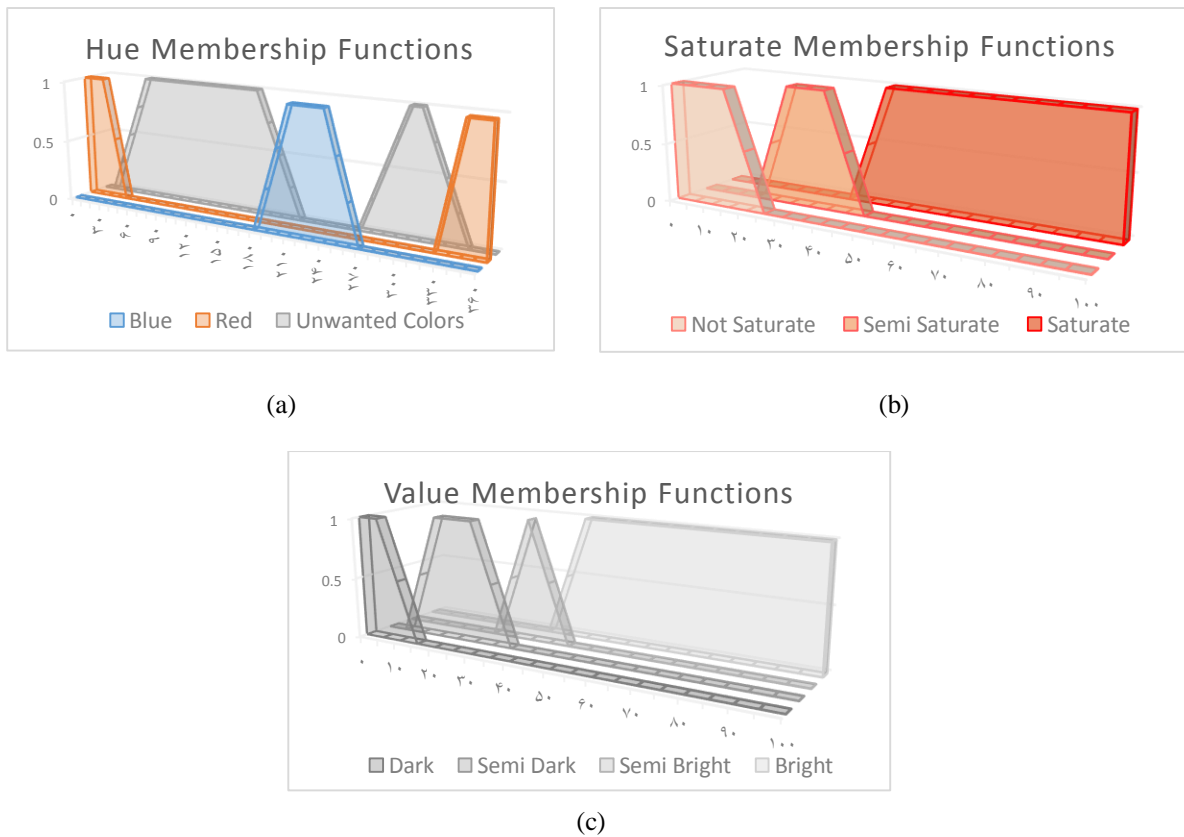 Hue Membership Functions
1
0.5
0
۰ ۳۰ ۶۰ ۹۰ ۱۲۰ ۱۵۰ ۱۸۰ ۲۱۰ ۲۴۰ ۲۷۰ ۳۰۰ ۳۳۰ ۳۶۰
Blue Red Unwanted Colors
(a)
Saturate Membership Functions
1
0.5
0
۰ ۱۰ ۲۰ ۳۰ ۴۰ ۵۰ ۶۰ ۷۰ ۸۰ ۹۰ ۱۰۰
Not Saturate Semi Saturate Saturate
(b)
Value Membership Functions
1
0.5
0
۰ ۱۰ ۲۰ ۳۰ ۴۰ ۵۰ ۶۰ ۷۰ ۸۰ ۹۰ ۱۰۰
Dark Semi Dark Semi Bright Bright
(c)